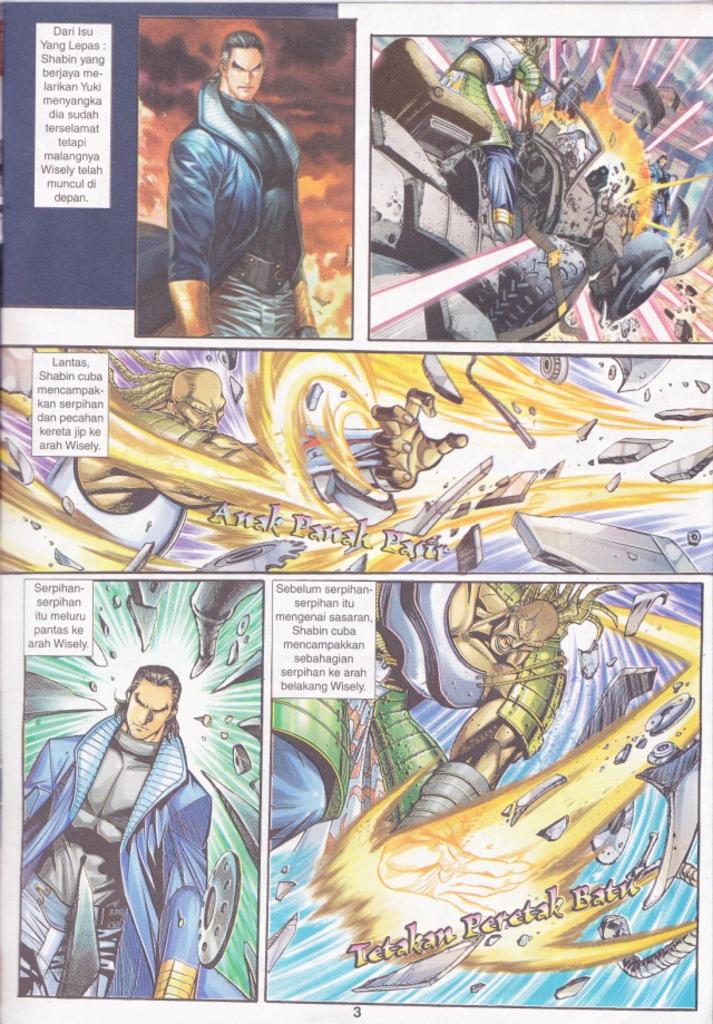 Dari Isu
Yang Lepas :
Shabin yang
berjaya me-
larikan Yuki
menyangka
dia sudah
terselamat
tetapi
malangnya
Wisely telah
muncul di
depan.
Lantas,
Shabin cuba
mencampak-
kan serpihan
dan pecahan
kereta jip ke
arah Wisely.
Anak Panak Pasir
Serpihan-
serpihan
itu meluru
pantas ke
arah Wisely.
Sebelum serpihan-
serpihan itu
mengenai sasaran,
Shabin cuba
mencampakkan
sebahagian
serpihan ke arah
belakang Wisely.
Tetakan Peretak Batu
3